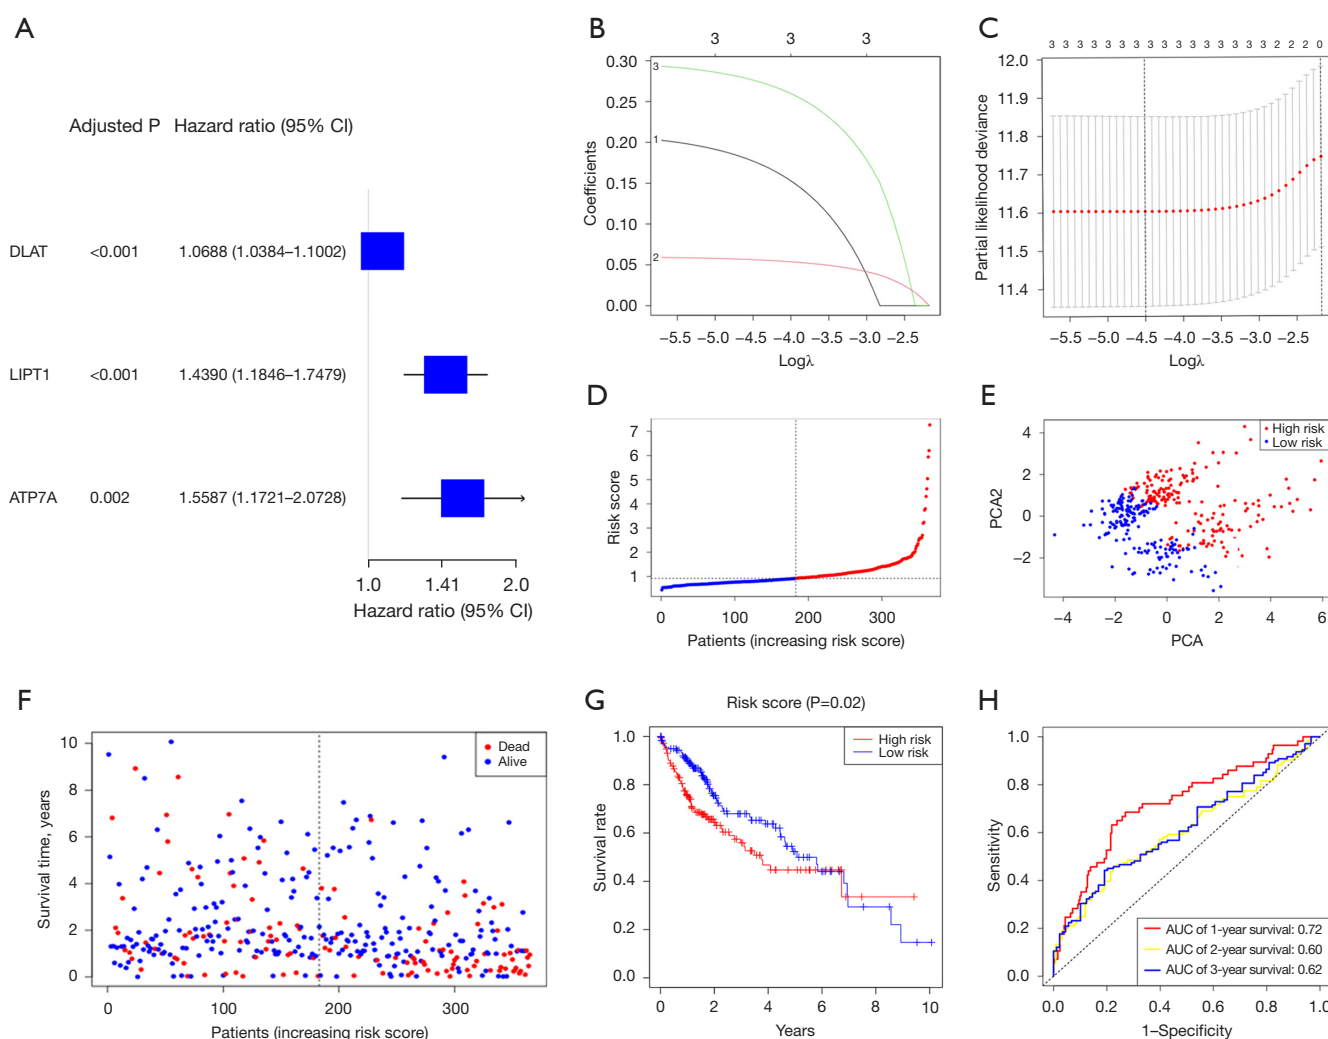 A
Adjusted P Hazard ratio (95% CI)
DLAT <0.001 1.0688 (1.0384–1.1002)
LIPT1 <0.001 1.4390 (1.1846–1.7479)
ATP7A 0.002 1.5587 (1.1721–2.0728)
1.0 1.41 2.0
Hazard ratio (95% CI)
B
3 3 3
0.30
0.25
0.20
0.15
0.10
0.05
0.00
Coefficients
3
1
2
−5.5 −5.0 −4.5 −4.0 −3.5 −3.0 −2.5
Logλ
C
3 3 3 3 3 3 3 3 3 3 3 3 3 3 3 3 2 2 2 0
12.0
11.9
11.8
11.7
11.6
11.5
11.4
Partial likelihood deviance
−5.5 −5.0 −4.5 −4.0 −3.5 −3.0 −2.5
Logλ
D
7
6
5
4
3
2
1
Risk score
0 100 200 300
Patients (increasing risk score)
E
High risk
Low risk
4
2
0
−2
PCA2
−4 −2 0 2 4 6
PCA
F
Dead
Alive
10
8
6
4
2
0
Survival time, years
0 100 200 300
Patients (increasing risk score)
G
Risk score (P=0.02)
High risk
Low risk
1.0
0.8
0.6
0.4
0.2
0.0
Survival rate
0 2 4 6 8 10
Years
H
1.0
0.8
0.6
0.4
0.2
0.0
Sensitivity
AUC of 1-year survival: 0.72
AUC of 2-year survival: 0.60
AUC of 3-year survival: 0.62
0.0 0.2 0.4 0.6 0.8 1.0
1−Specificity